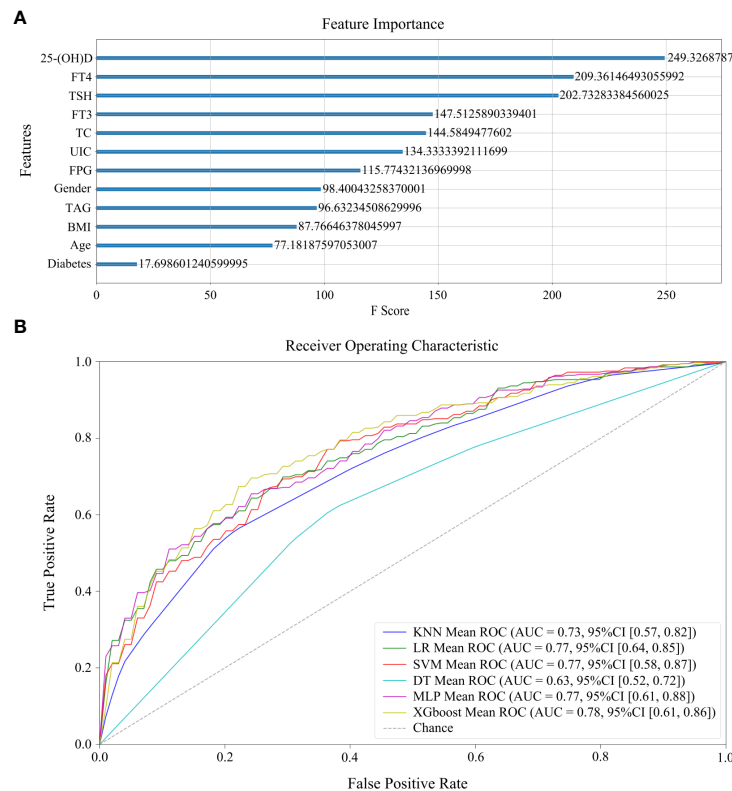 A
Feature Importance
25-(OH)D 249.3268787
FT4 209.36146493055992
TSH 202.73283384560025
FT3 147.5125890339401
TC 144.5849477602
UIC 134.3333392111699
FPG 115.77432136969998
Gender 98.40043258370001
TAG 96.63234508629996
BMI 87.76646378045997
Age 77.18187597053007
Diabetes 17.698601240599995
Features
0 50 100 150 200 250
F Score
B
Receiver Operating Characteristic
1.0
0.8
0.6
0.4
0.2
0.0
True Positive Rate
KNN Mean ROC (AUC = 0.73, 95%CI [0.57, 0.82])
LR Mean ROC (AUC = 0.77, 95%CI [0.64, 0.85])
SVM Mean ROC (AUC = 0.77, 95%CI [0.58, 0.87])
DT Mean ROC (AUC = 0.63, 95%CI [0.52, 0.72])
MLP Mean ROC (AUC = 0.77, 95%CI [0.61, 0.88])
XGboost Mean ROC (AUC = 0.78, 95%CI [0.61, 0.86])
Chance
0.0 0.2 0.4 0.6 0.8 1.0
False Positive Rate